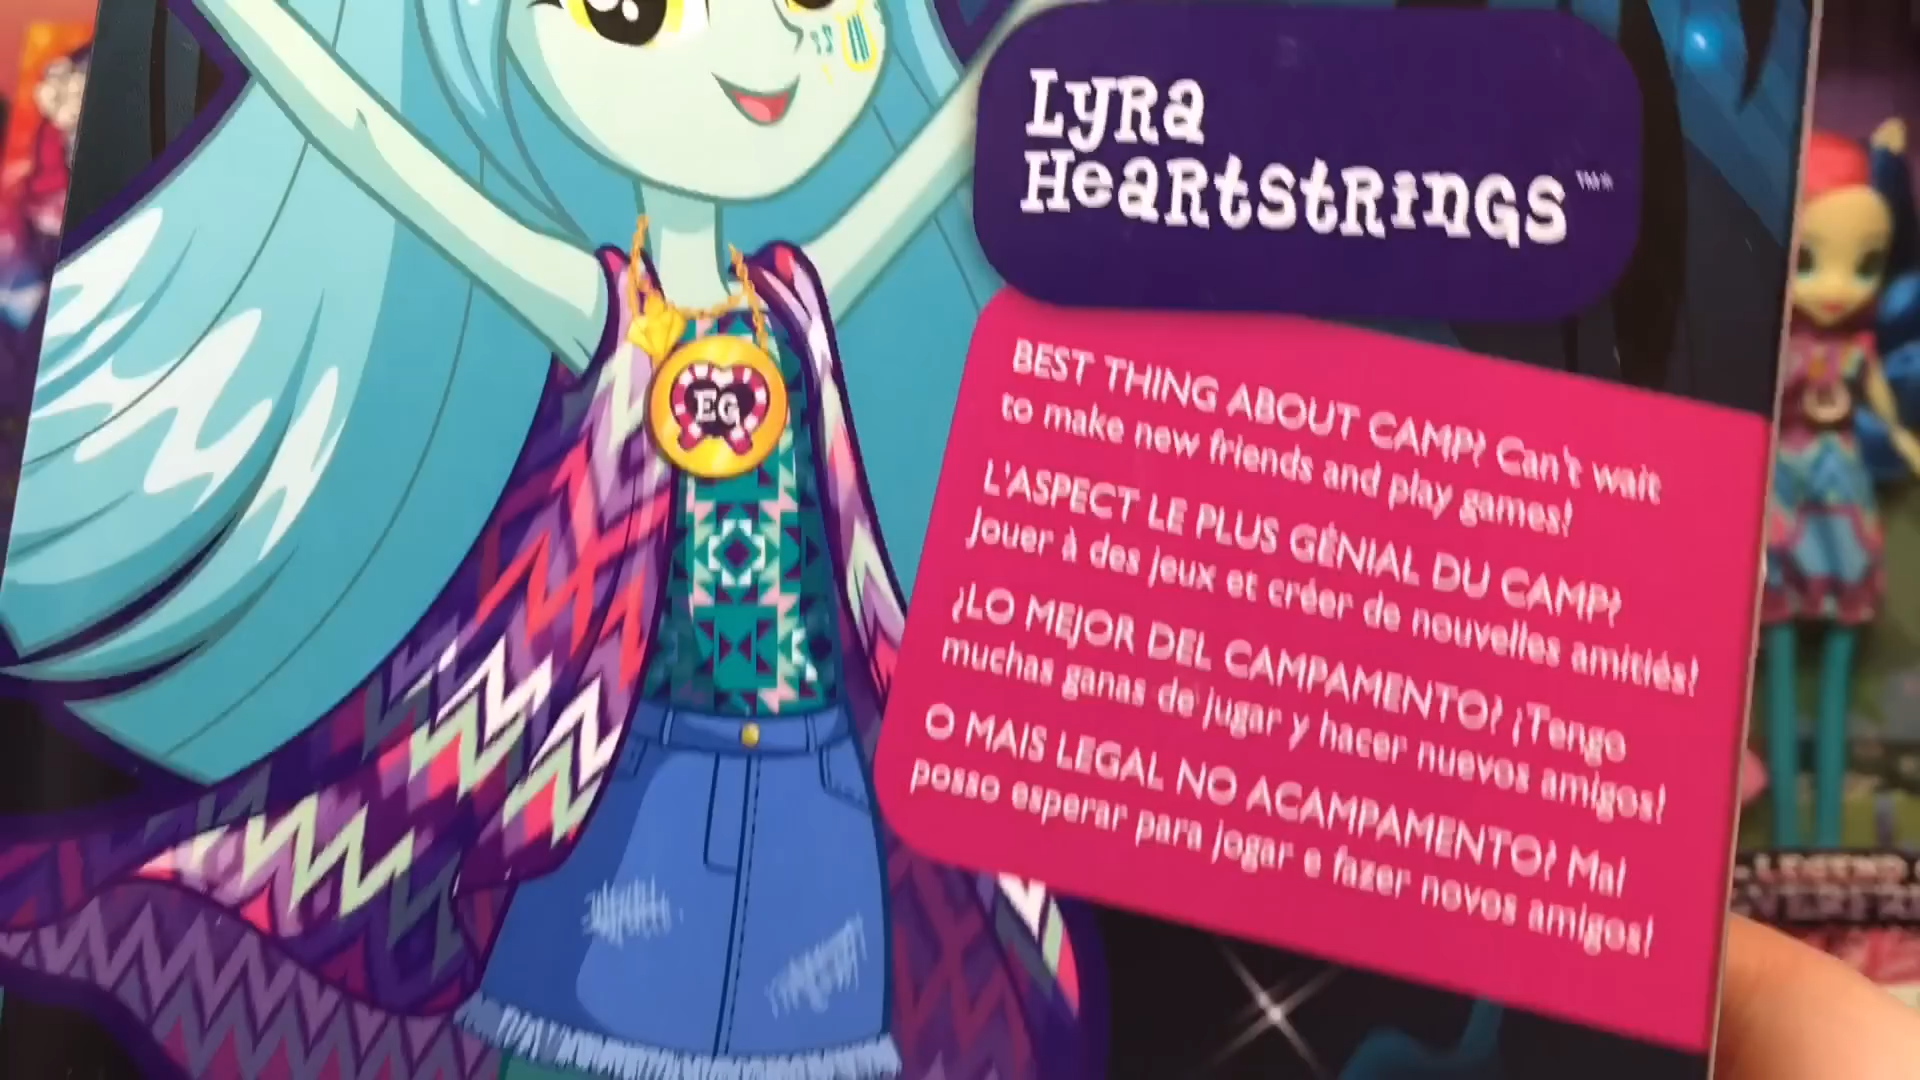 Lyra
Heartstrings™®
BEST THING ABOUT CAMP? Can't wait
to make new friends and play games!
L'ASPECT LE PLUS GÉNIAL DU CAMP?
Jouer à des jeux et créer de nouvelles amitiés!
¿LO MEJOR DEL CAMPAMENTO? ¡Tengo
muchas ganas de jugar y hacer nuevos amigos!
O MAIS LEGAL NO ACAMPAMENTO? Mal
posso esperar para jogar e fazer novos amigos!
EG
LEGEND